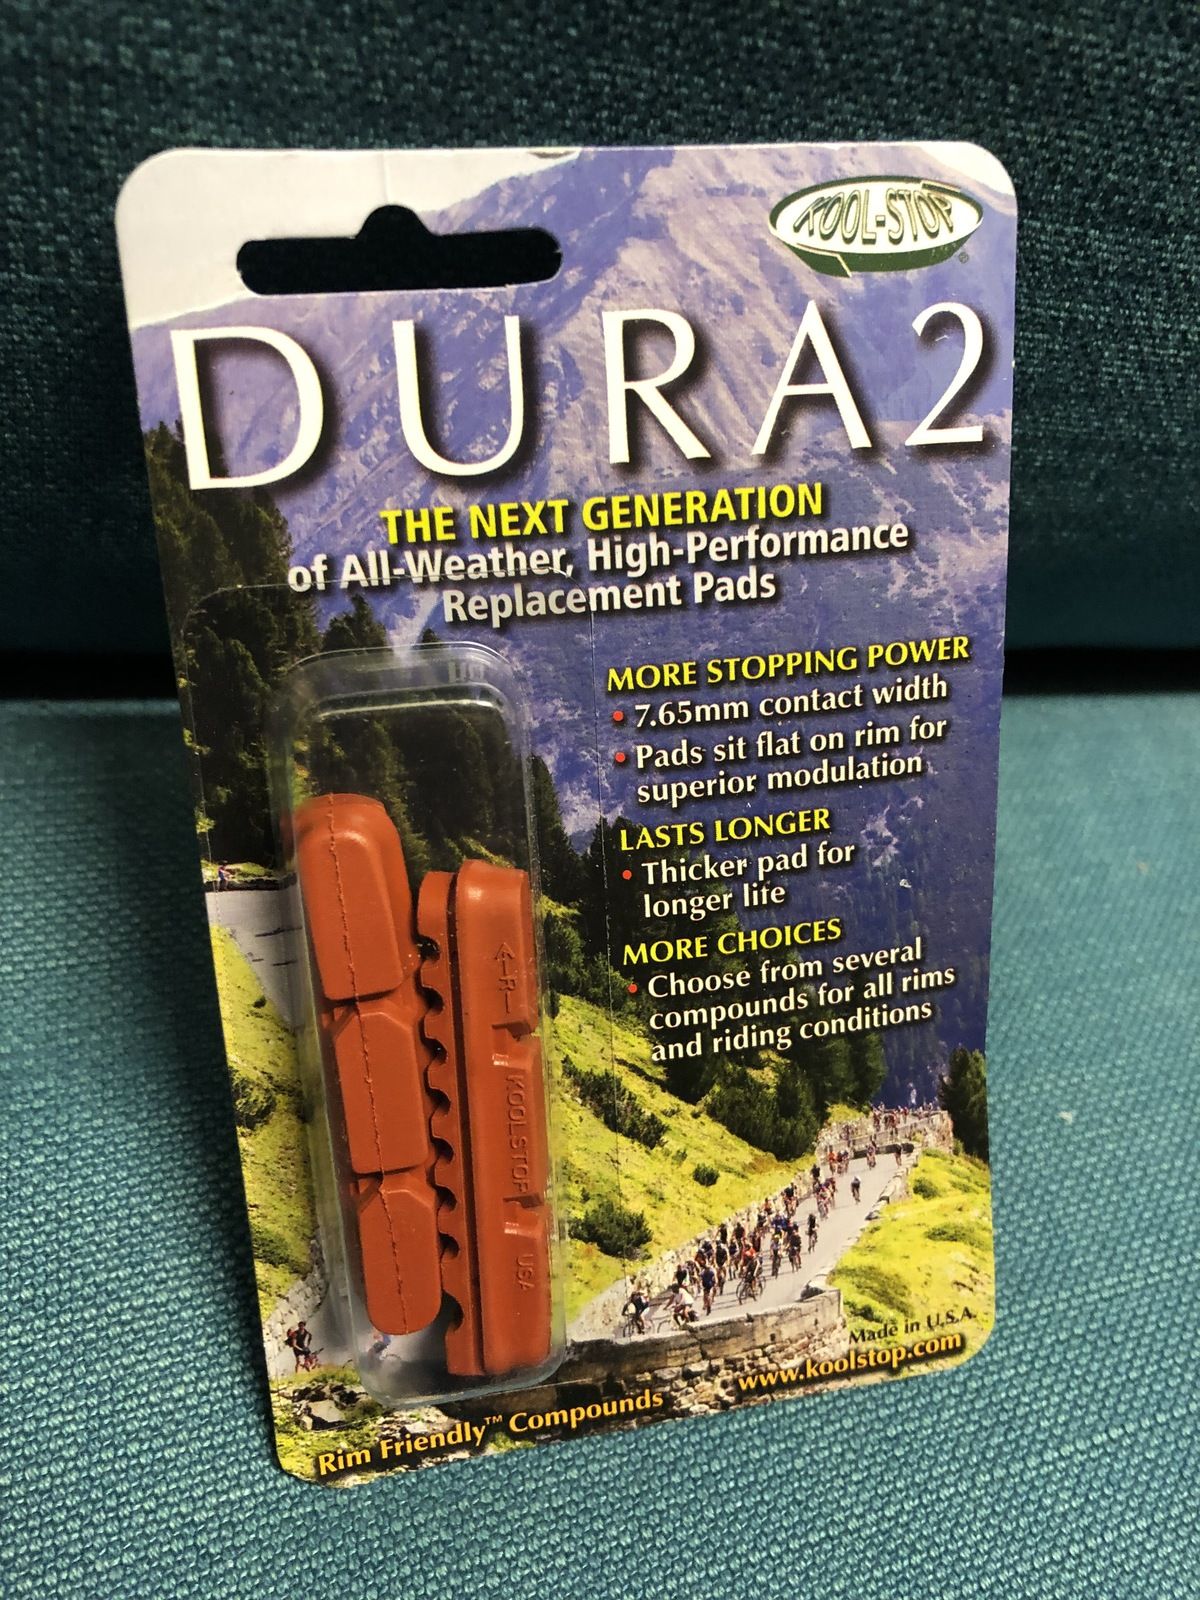 KOOL-STOP®
DURA 2
THE NEXT GENERATION
of All-Weather, High-Performance
Replacement Pads
MORE STOPPING POWER
• 7.65mm contact width
• Pads sit flat on rim for
superior modulation
LASTS LONGER
• Thicker pad for
longer life
MORE CHOICES
• Choose from several
compounds for all rims
and riding conditions
←R—
KOOLSTOP
USA
Made in U.S.A.
www.koolstop.com
Rim Friendly™ Compounds